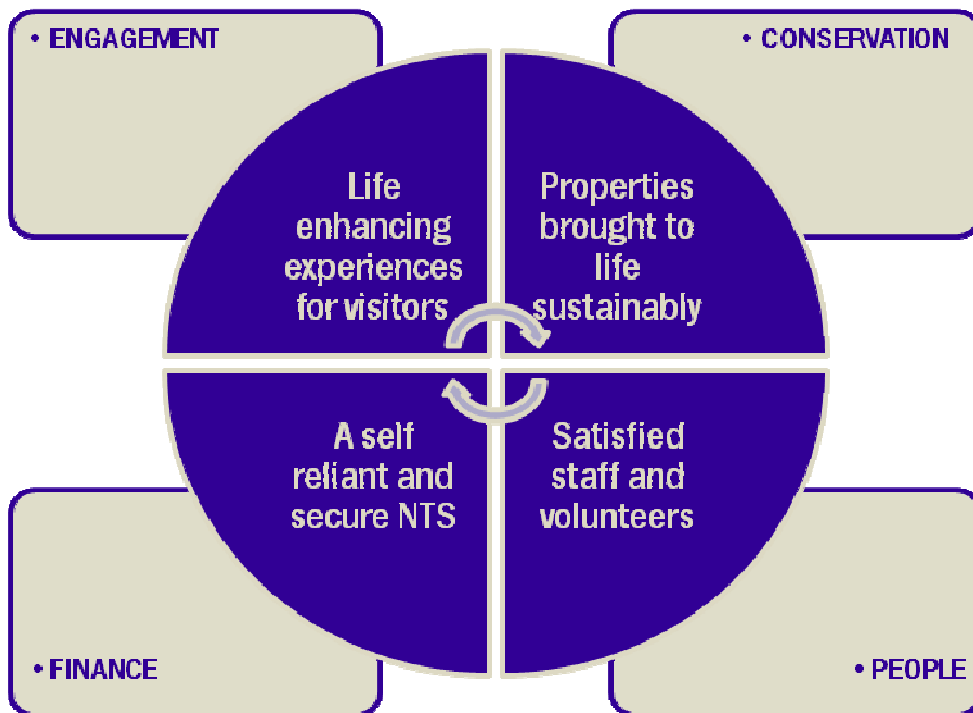 • ENGAGEMENT
• CONSERVATION
Life
enhancing
experiences
for visitors
Properties
brought to
life
sustainably
A self
reliant and
secure NTS
Satisfied
staff and
volunteers
• FINANCE
• PEOPLE